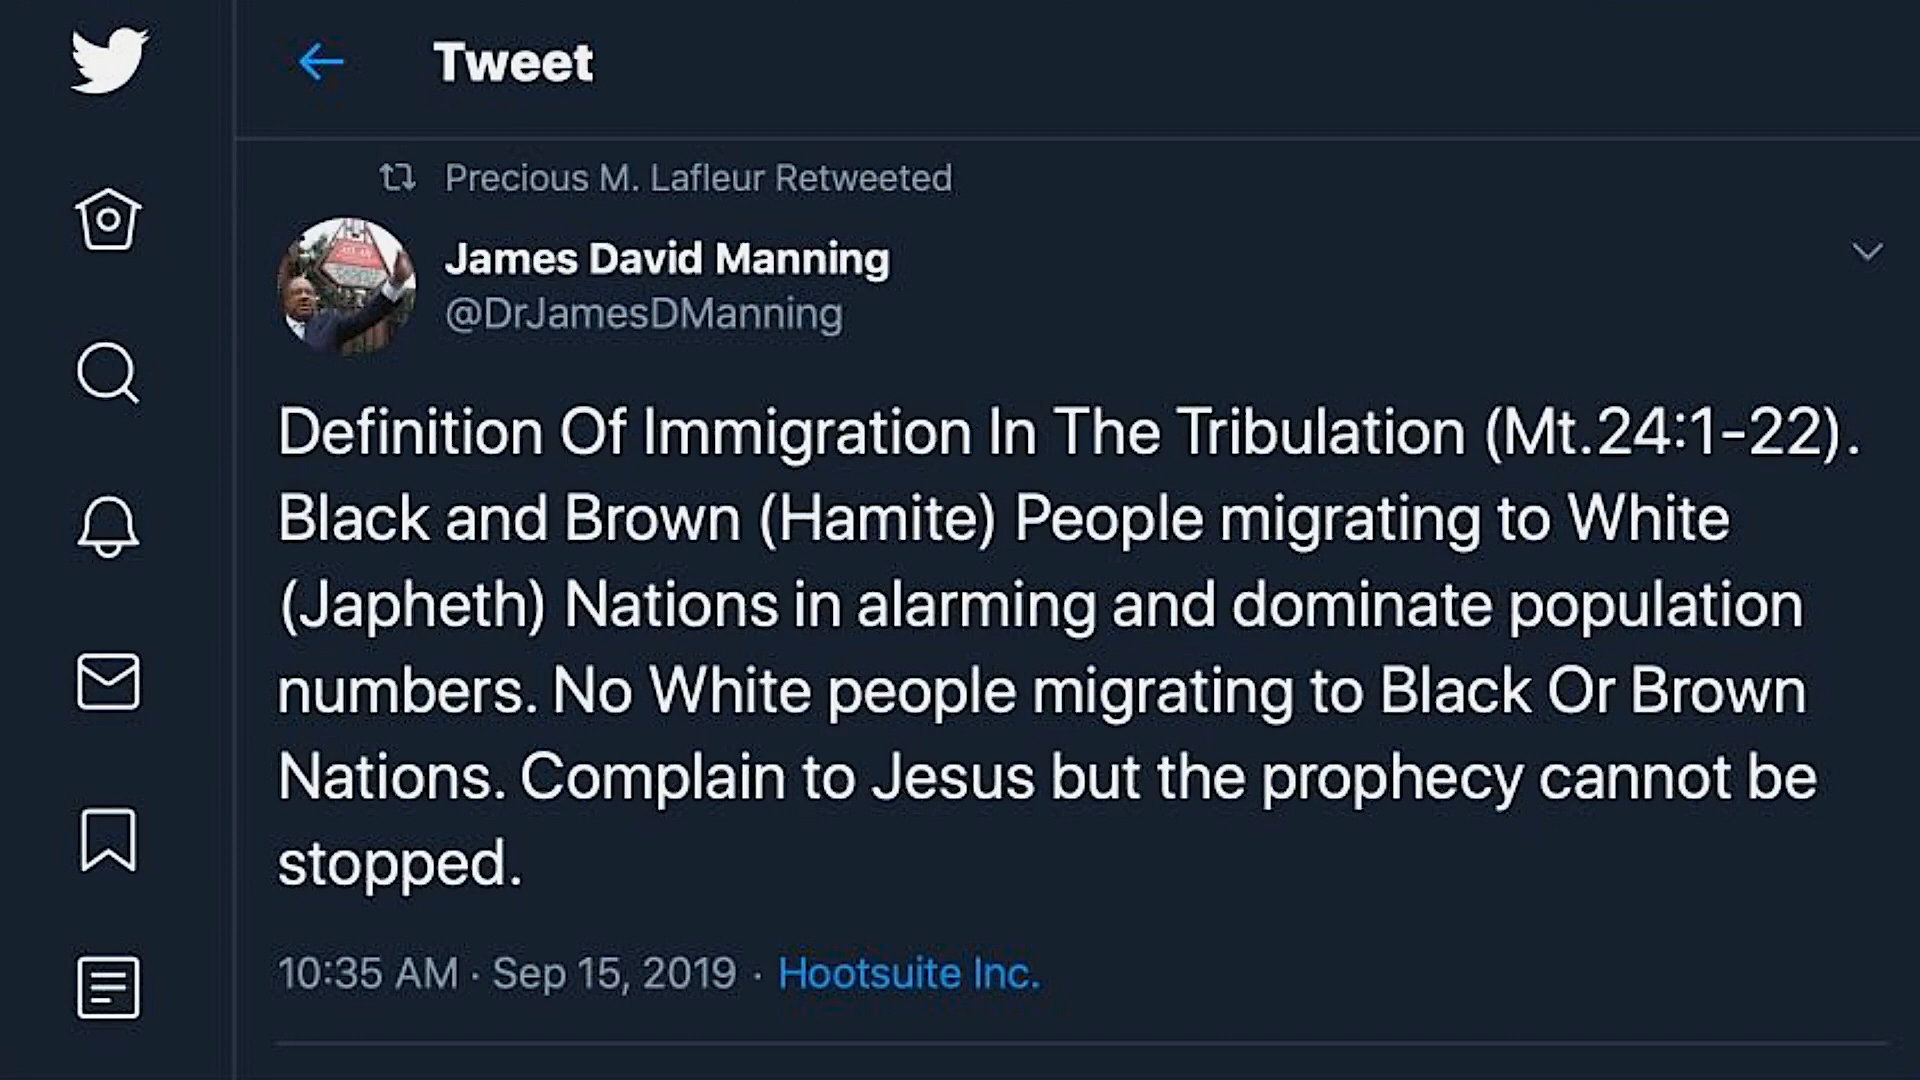 Tweet
Precious M. Lafleur Retweeted
James David Manning
@DrJamesDManning
Definition Of Immigration In The Tribulation (Mt.24:1-22).
Black and Brown (Hamite) People migrating to White
(Japheth) Nations in alarming and dominate population
numbers. No White people migrating to Black Or Brown
Nations. Complain to Jesus but the prophecy cannot be
stopped.
10:35 AM · Sep 15, 2019 · Hootsuite Inc.